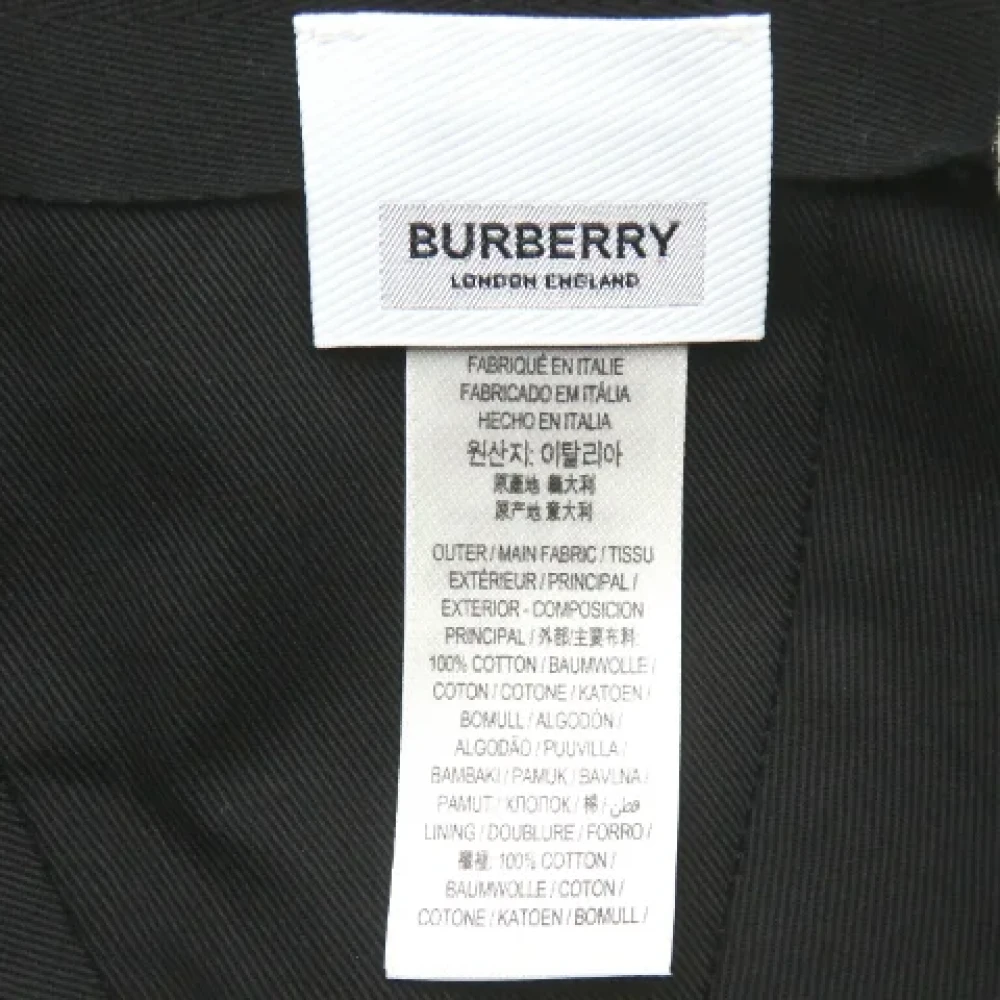 BURBERRY
LONDON ENGLAND
FABRIQUÉ EN ITALIE
FABRICADO EM ITÁLIA
HECHO EN ITALIA
원산지: 이탈리아
原產地 義大利
原产地 意大利
OUTER / MAIN FABRIC / TISSU
EXTÉRIEUR / PRINCIPAL /
EXTERIOR - COMPOSICION
PRINCIPAL / 外部/主要布料:
100% COTTON / BAUMWOLLE /
COTON / COTONE / KATOEN /
BOMULL / ALGODÓN /
ALGODÃO / PUUVILLA /
BAMBAKI / PAMUK / BAVLNA /
PAMUT / ХЛОПОК / 棉 / قطن
LINING / DOUBLURE / FORRO /
100% COTTON /
BAUMWOLLE / COTON /
COTONE / KATOEN / BOMULL /